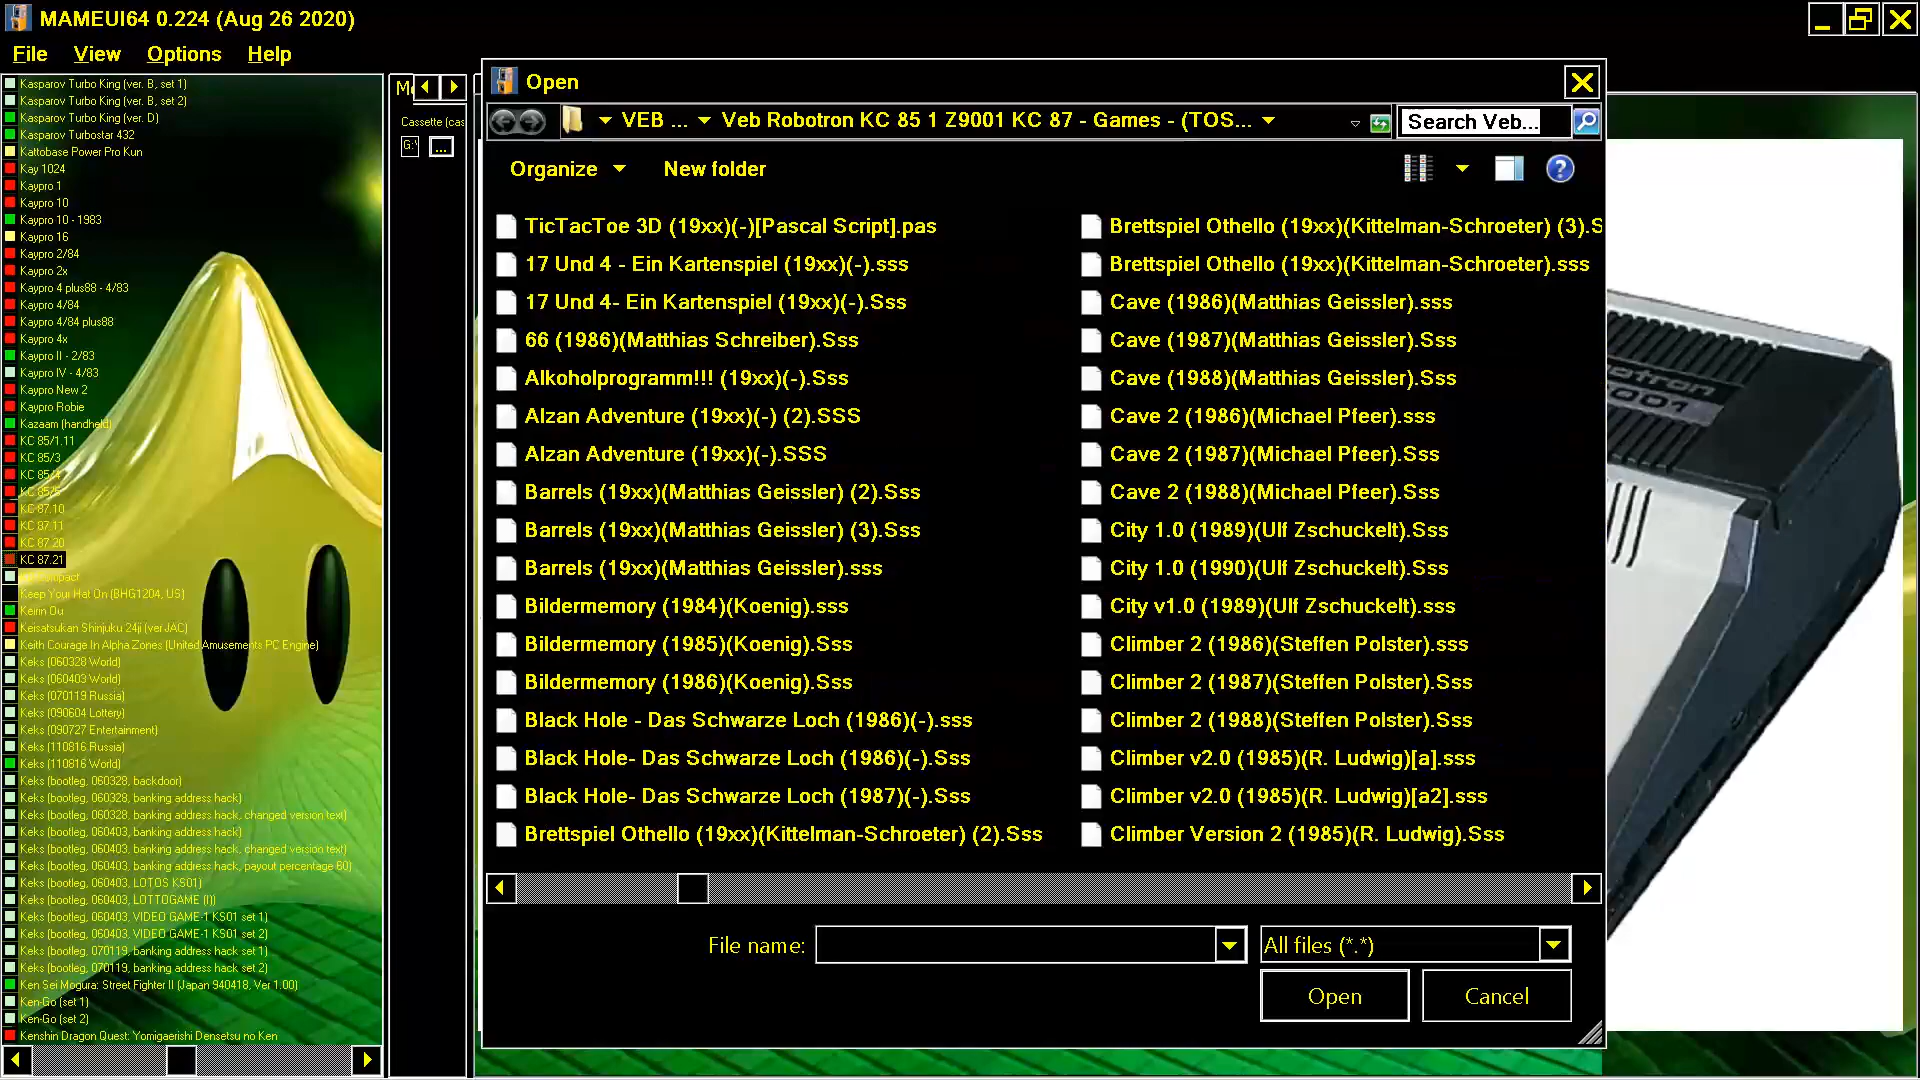 MAMEUI64 0.224 (Aug 26 2020)
File View Options Help
Kasparov Turbo King (ver. B, set 1)
Kasparov Turbo King (ver. B, set 2)
Kasparov Turbo King (ver. D)
Kasparov Turbostar 432
Kattobase Power Pro Kun
Kay 1024
Kaypro 1
Kaypro 10
Kaypro 10 - 1983
Kaypro 16
Kaypro 2/84
Kaypro 2x
Kaypro 4 plus88 - 4/83
Kaypro 4/84
Kaypro 4/84 plus88
Kaypro 4x
Kaypro II - 2/83
Kaypro IV - 4/83
Kaypro New 2
Kaypro Robie
Kazaam (handheld)
KC 85/1.11
KC 85/3
KC 85/4
KC 85/5
KC 87.10
KC 87.11
KC 87.20
KC 87.21
Keep Your Hat On (BHG1204, US)
Keirin Ou
Keisatsukan Shinjuku 24ji (ver JAC)
Keith Courage In Alpha Zones (United Amusements PC Engine)
Keks (060328 World)
Keks (060403 World)
Keks (070119 Russia)
Keks (090604 Lottery)
Keks (090727 Entertainment)
Keks (110816 Russia)
Keks (110816 World)
Keks (bootleg, 060328, backdoor)
Keks (bootleg, 060328, banking address hack)
Keks (bootleg, 060328, banking address hack, changed version text)
Keks (bootleg, 060403, banking address hack)
Keks (bootleg, 060403, banking address hack, changed version text)
Keks (bootleg, 060403, banking address hack, payout percentage 60)
Keks (bootleg, 060403, LOTOS KS01)
Keks (bootleg, 060403, LOTTOGAME (I))
Keks (bootleg, 060403, VIDEO GAME-1 KS01 set 1)
Keks (bootleg, 060403, VIDEO GAME-1 KS01 set 2)
Keks (bootleg, 070119, banking address hack set 1)
Keks (bootleg, 070119, banking address hack set 2)
Ken Sei Mogura: Street Fighter II (Japan 940418, Ver 1.00)
Ken-Go (set 1)
Ken-Go (set 2)
Kenshin Dragon Quest: Yomigaerishi Densetsu no Ken
Cassette (cas
G:\ ...
Open
VEB ... Veb Robotron KC 85 1 Z9001 KC 87 - Games - (TOS... Search Veb...
Organize New folder
TicTacToe 3D (19xx)(-)[Pascal Script].pas
17 Und 4 - Ein Kartenspiel (19xx)(-).sss
17 Und 4- Ein Kartenspiel (19xx)(-).Sss
66 (1986)(Matthias Schreiber).Sss
Alkoholprogramm!!! (19xx)(-).Sss
Alzan Adventure (19xx)(-) (2).SSS
Alzan Adventure (19xx)(-).SSS
Barrels (19xx)(Matthias Geissler) (2).Sss
Barrels (19xx)(Matthias Geissler) (3).Sss
Barrels (19xx)(Matthias Geissler).sss
Bildermemory (1984)(Koenig).sss
Bildermemory (1985)(Koenig).Sss
Bildermemory (1986)(Koenig).Sss
Black Hole - Das Schwarze Loch (1986)(-).sss
Black Hole- Das Schwarze Loch (1986)(-).Sss
Black Hole- Das Schwarze Loch (1987)(-).Sss
Brettspiel Othello (19xx)(Kittelman-Schroeter) (2).Sss
Brettspiel Othello (19xx)(Kittelman-Schroeter) (3).S
Brettspiel Othello (19xx)(Kittelman-Schroeter).sss
Cave (1986)(Matthias Geissler).sss
Cave (1987)(Matthias Geissler).Sss
Cave (1988)(Matthias Geissler).Sss
Cave 2 (1986)(Michael Pfeer).sss
Cave 2 (1987)(Michael Pfeer).Sss
Cave 2 (1988)(Michael Pfeer).Sss
City 1.0 (1989)(Ulf Zschuckelt).Sss
City 1.0 (1990)(Ulf Zschuckelt).Sss
City v1.0 (1989)(Ulf Zschuckelt).sss
Climber 2 (1986)(Steffen Polster).sss
Climber 2 (1987)(Steffen Polster).Sss
Climber 2 (1988)(Steffen Polster).Sss
Climber v2.0 (1985)(R. Ludwig)[a].sss
Climber v2.0 (1985)(R. Ludwig)[a2].sss
Climber Version 2 (1985)(R. Ludwig).Sss
File name: All files (*.*)
Open Cancel